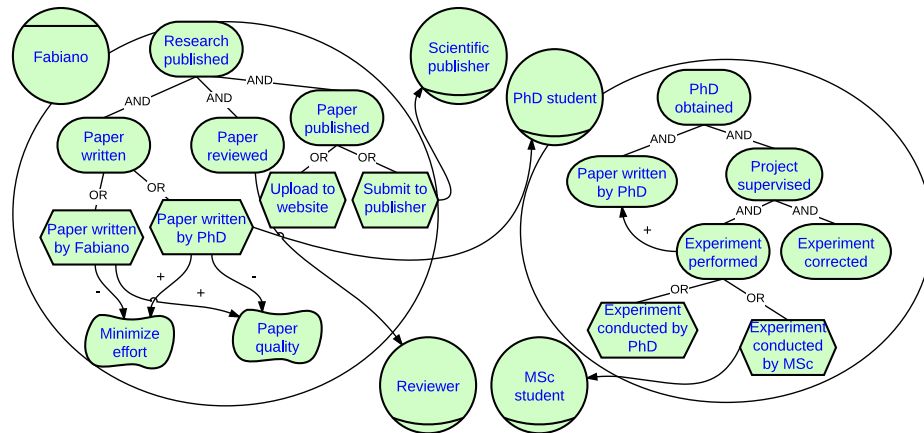 Fabiano
Research
published
Scientific
publisher
PhD student
PhD
obtained
AND
AND
AND
Paper
written
Paper
reviewed
Paper
published
AND
AND
Paper written
by PhD
Project
supervised
OR
OR
OR
OR
Upload to
website
Submit to
publisher
AND
AND
Paper written
by Fabiano
Paper written
by PhD
+
Experiment
performed
Experiment
corrected
-
+
+
-
OR
OR
Minimize
effort
Paper
quality
Experiment
conducted by
PhD
Experiment
conducted
by MSc
Reviewer
MSc
student